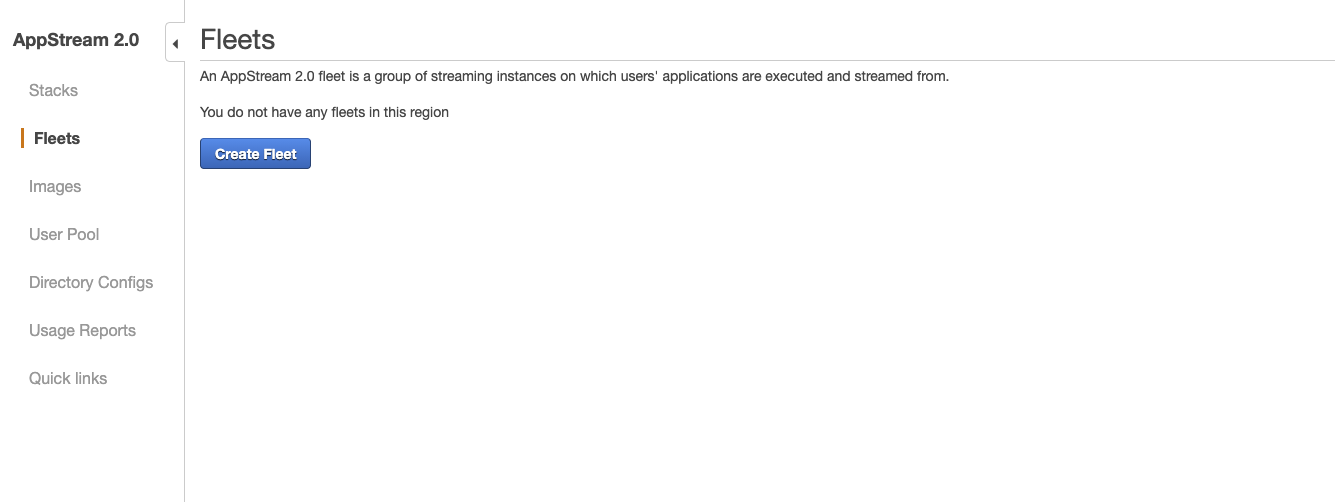 AppStream 2.0
Stacks
Fleets
Images
User Pool
Directory Configs
Usage Reports
Quick links
Fleets
An AppStream 2.0 fleet is a group of streaming instances on which users' applications are executed and streamed from.
You do not have any fleets in this region
Create Fleet